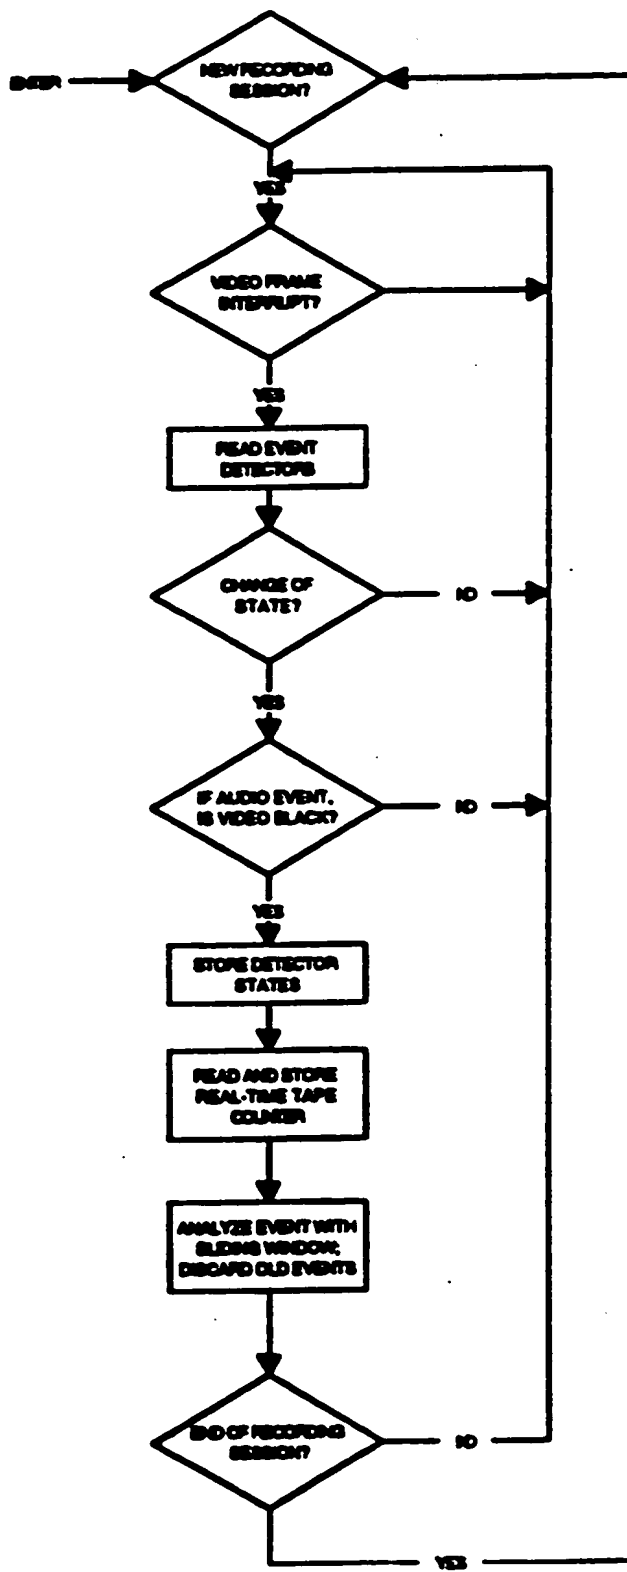 ENTER
NEW RECORDING
SESSION?
YES
VIDEO FRAME
INTERRUPT?
YES
READ EVENT
DETECTORS
CHANGE OF
STATE?
NO
YES
IF AUDIO EVENT,
IS VIDEO BLACK?
NO
YES
STORE DETECTOR
STATES
READ AND STORE
REAL-TIME TAPE
COUNTER
ANALYZE EVENT WITH
SLIDING WINDOW;
DISCARD OLD EVENTS
END OF RECORDING
SESSION?
NO
YES